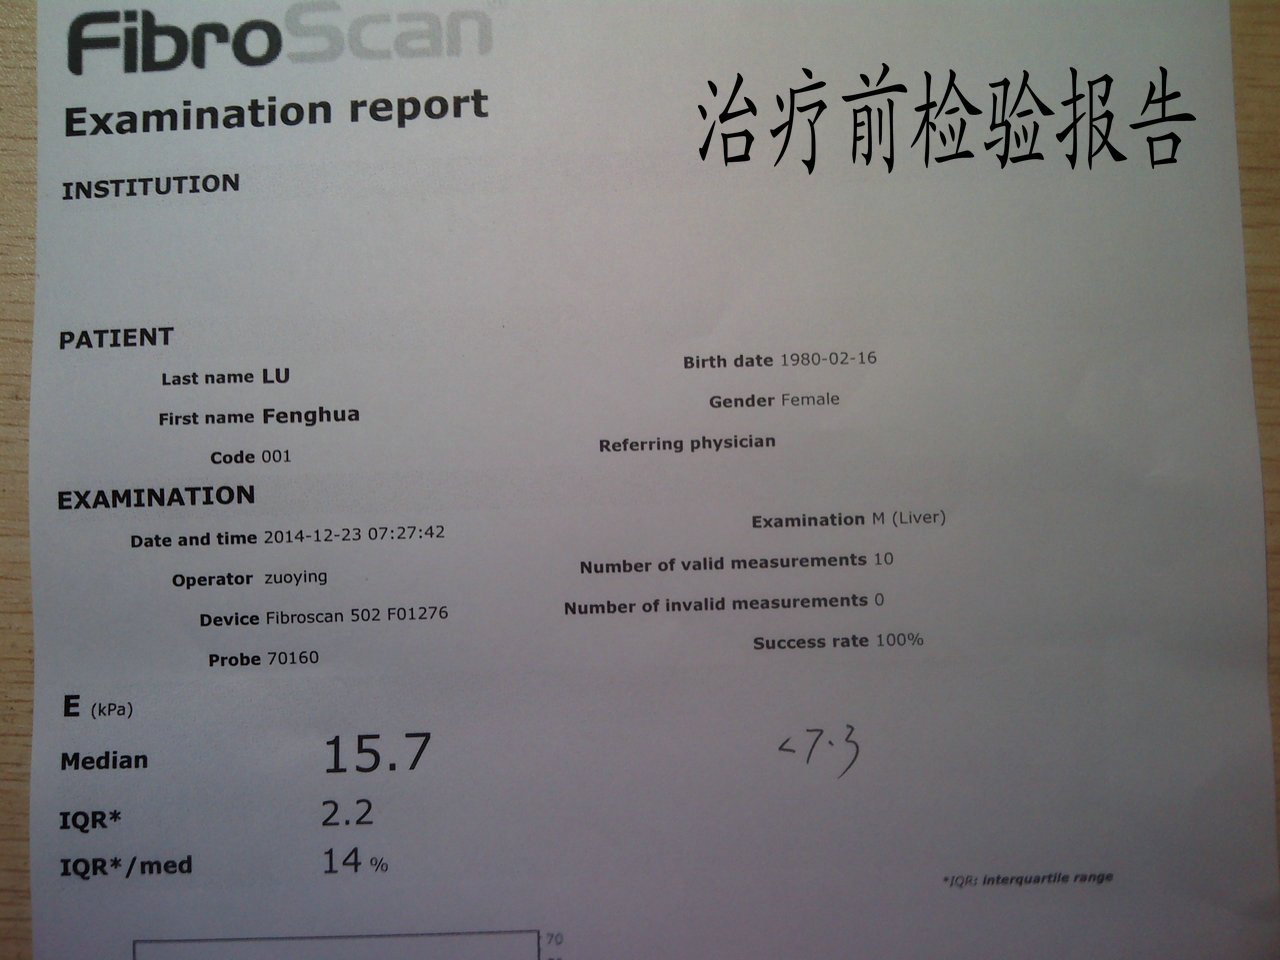 FibroScan
Examination report
治疗前检验报告
INSTITUTION
PATIENT
Last name LU
Birth date 1980-02-16
First name Fenghua
Gender Female
Code 001
Referring physician
EXAMINATION
Date and time 2014-12-23 07:27:42
Examination M (Liver)
Operator zuoying
Number of valid measurements 10
Device Fibroscan 502 F01276
Number of invalid measurements 0
Probe 70160
Success rate 100%
E (kPa)
Median 15.7
<7.3
IQR* 2.2
IQR*/med 14 %
*IQR: interquartile range
70